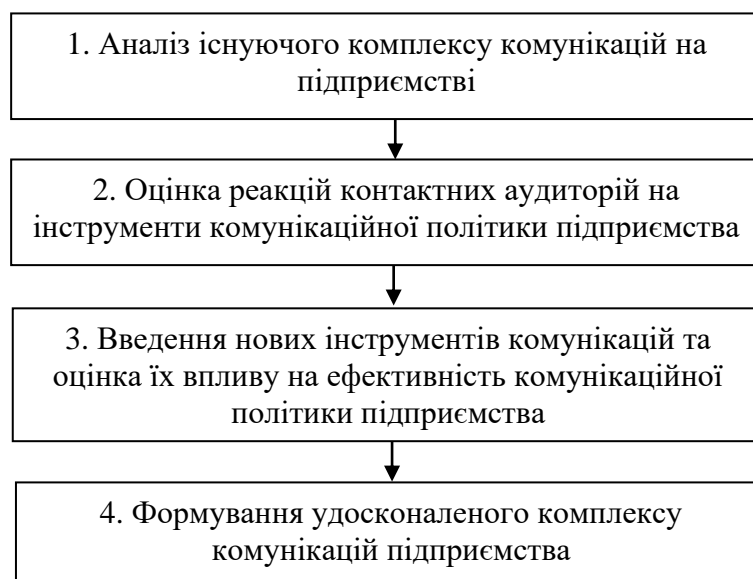 1. Аналіз існуючого комплексу комунікацій на
підприємстві
2. Оцінка реакцій контактних аудиторій на
інструменти комунікаційної політики підприємства
3. Введення нових інструментів комунікацій та
оцінка їх впливу на ефективність комунікаційної
політики підприємства
4. Формування удосконаленого комплексу
комунікацій підприємства